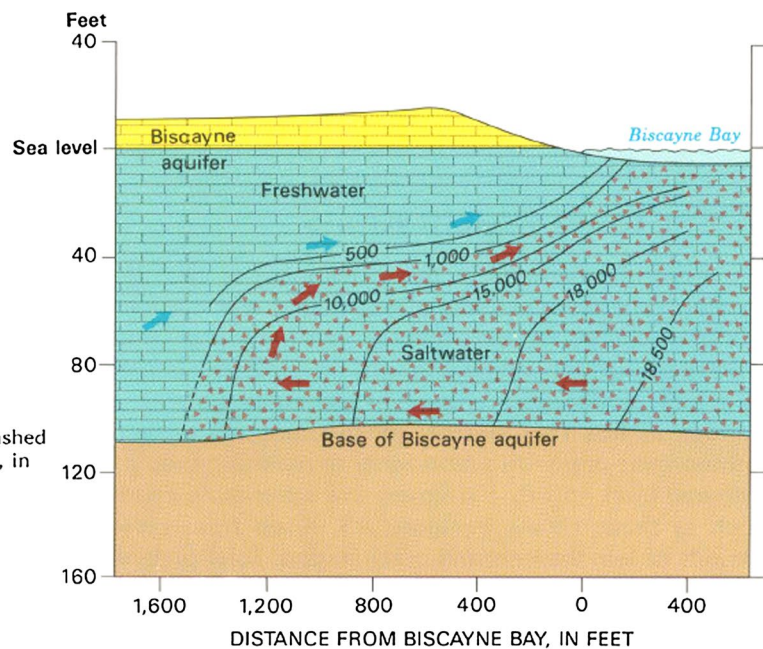 Feet
40
Biscayne Bay
Biscayne
Sea level
aquifer
Freshwater
500
1,000
40
10,000
15,000
18,000
80
Saltwater
18,500
Base of Biscayne aquifer
, in
120
160
1,600 1,200 800 400 0 400
DISTANCE FROM BISCAYNE BAY, IN FEET